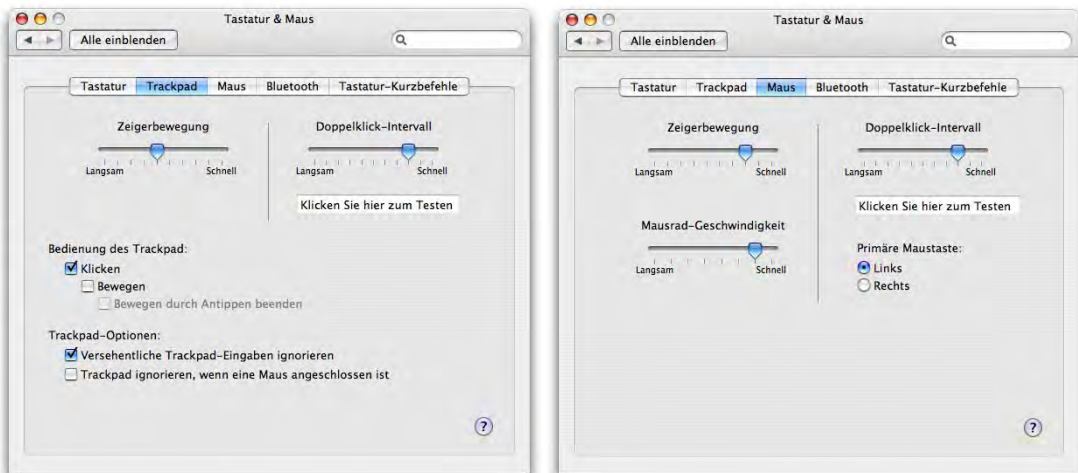 Tastatur & Maus
Alle einblenden
Tastatur Trackpad Maus Bluetooth Tastatur-Kurzbefehle
Zeigerbewegung
Langsam Schnell
Doppelklick-Intervall
Langsam Schnell
Klicken Sie hier zum Testen
Bedienung des Trackpad:
Klicken
Bewegen
Bewegen durch Antippen beenden
Trackpad-Optionen:
Versehentliche Trackpad-Eingaben ignorieren
Trackpad ignorieren, wenn eine Maus angeschlossen ist
?
Tastatur & Maus
Alle einblenden
Tastatur Trackpad Maus Bluetooth Tastatur-Kurzbefehle
Zeigerbewegung
Langsam Schnell
Mausrad-Geschwindigkeit
Langsam Schnell
Doppelklick-Intervall
Langsam Schnell
Klicken Sie hier zum Testen
Primäre Maustaste:
Links
Rechts
?